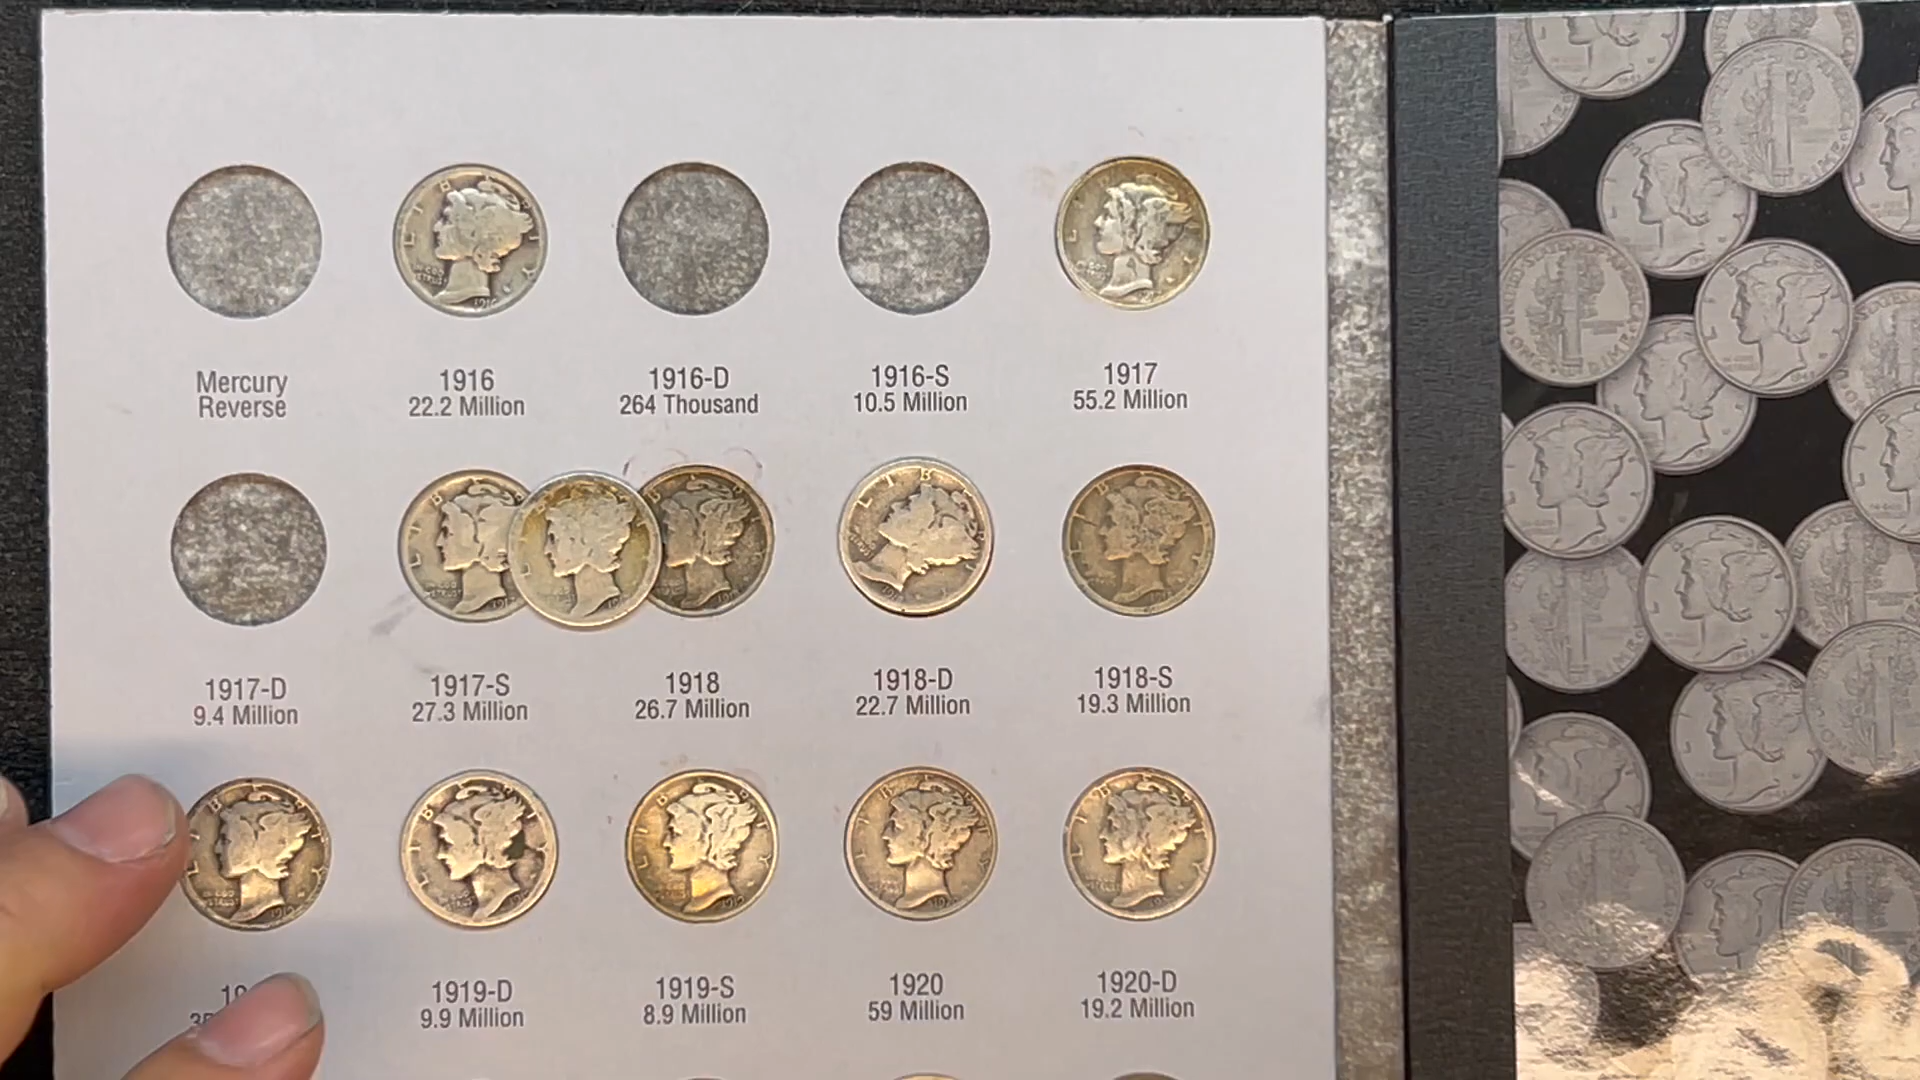 Mercury
Reverse
1916
22.2 Million
1916-D
264 Thousand
1916-S
10.5 Million
1917
55.2 Million
1917-D
9.4 Million
1917-S
27.3 Million
1918
26.7 Million
1918-D
22.7 Million
1918-S
19.3 Million
1919-D
9.9 Million
1919-S
8.9 Million
1920
59 Million
1920-D
19.2 Million